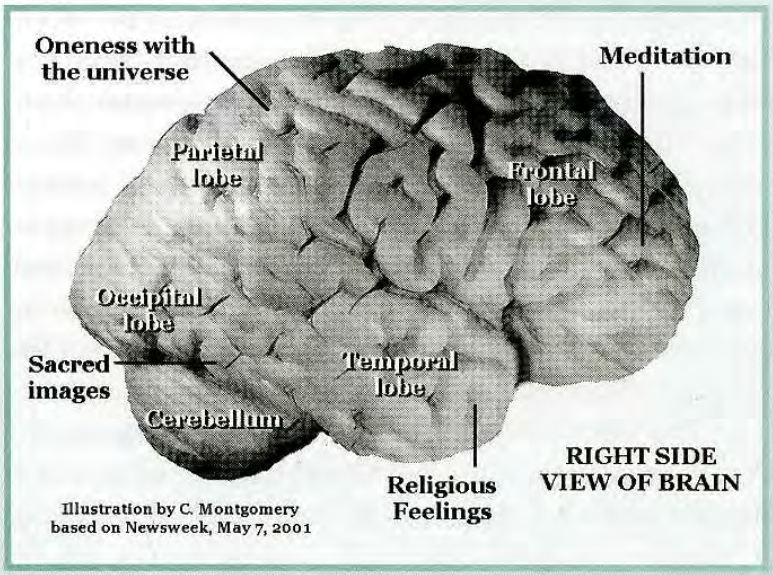 Oneness with
the universe
Meditation
Parietal
lobe
Frontal
lobe
Occipital
lobe
Sacred
images
Temporal
lobe
Cerebellum
Religious
Feelings
RIGHT SIDE
VIEW OF BRAIN
Illustration by C. Montgomery
based on Newsweek, May 7, 2001